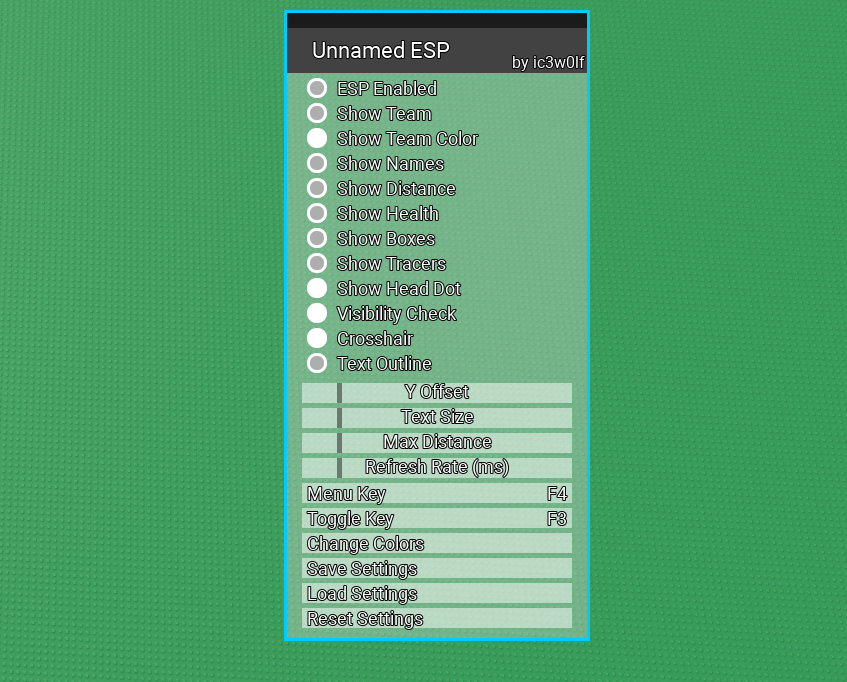 Unnamed ESP
by ic3w0lf
ESP Enabled
Show Team
Show Team Color
Show Names
Show Distance
Show Health
Show Boxes
Show Tracers
Show Head Dot
Visibility Check
Crosshair
Text Outline
Y Offset
Text Size
Max Distance
Refresh Rate (ms)
Menu Key F4
Toggle Key F3
Change Colors
Save Settings
Load Settings
Reset Settings